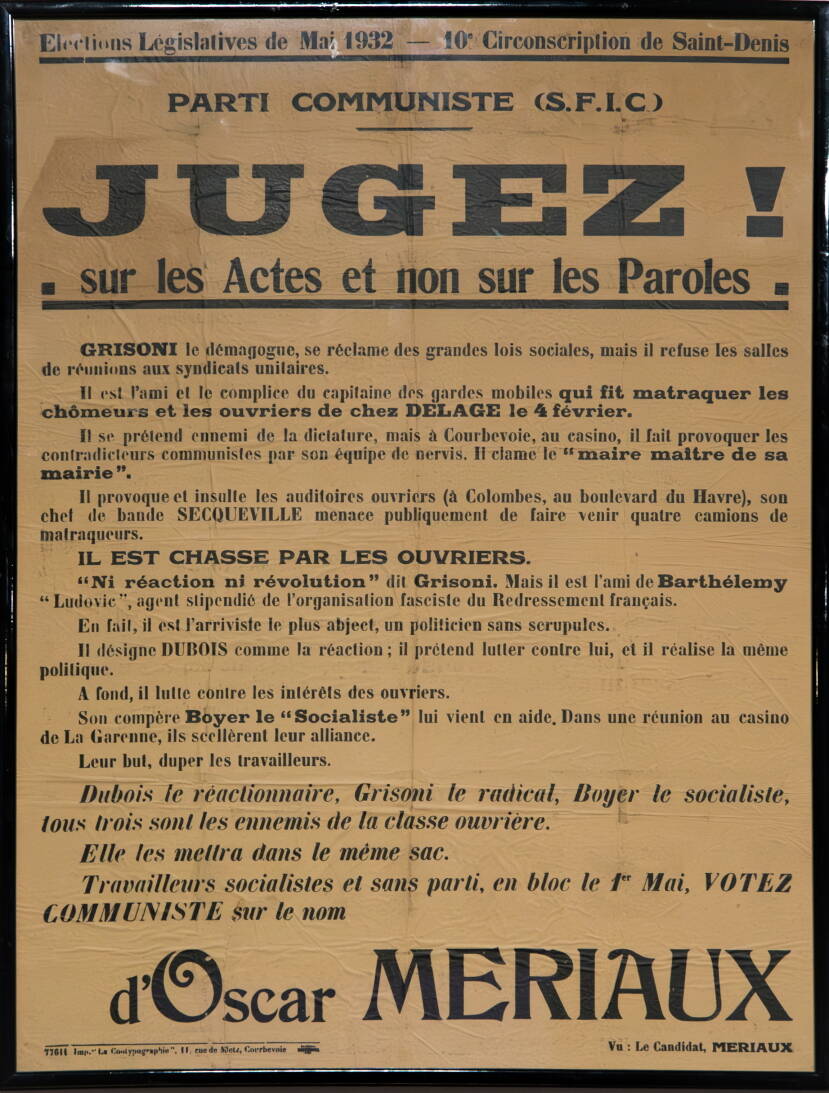 Elections Législatives de Mai 1932 — 10e Circonscription de Saint-Denis
PARTI COMMUNISTE (S.F.I.C.)
JUGEZ !
. sur les Actes et non sur les Paroles .
GRISONI le démagogue, se réclame des grandes lois sociales, mais il refuse les salles
de réunions aux syndicats unitaires.
Il est l'ami et le complice du capitaine des gardes mobiles qui fit matraquer les
chômeurs et les ouvriers de chez DELAGE le 4 février.
Il se prétend ennemi de la dictature, mais à Courbevoie, au casino, il fait provoquer les
contradicteurs communistes par son équipe de nervis. Il clame le "maire maître de sa
mairie".
Il provoque et insulte les auditoires ouvriers (à Colombes, au boulevard du Havre), son
chef de bande SECQUEVILLE menace publiquement de faire venir quatre camions de
matraqueurs.
IL EST CHASSE PAR LES OUVRIERS.
"Ni réaction ni révolution" dit Grisoni. Mais il est l'ami de Barthélemy
"Ludovic", agent stipendié de l'organisation fasciste du Redressement français.
En fait, il est l'arriviste le plus abject, un politicien sans scrupules.
Il désigne DUBOIS comme la réaction ; il prétend lutter contre lui, et il réalise la même
politique.
A fond, il lutte contre les intérêts des ouvriers.
Son compère Boyer le "Socialiste" lui vient en aide. Dans une réunion au casino
de La Garenne, ils scellèrent leur alliance.
Leur but, duper les travailleurs.
Dubois le réactionnaire, Grisoni le radical, Boyer le socialiste,
tous trois sont les ennemis de la classe ouvrière.
Elle les mettra dans le même sac.
Travailleurs socialistes et sans parti, en bloc le 1er Mai, VOTEZ
COMMUNISTE sur le nom
d'Oscar MERIAUX
77611 Imp. "La Cootypographie", 11, rue de Metz, Courbevoie
Vu : Le Candidat, MERIAUX